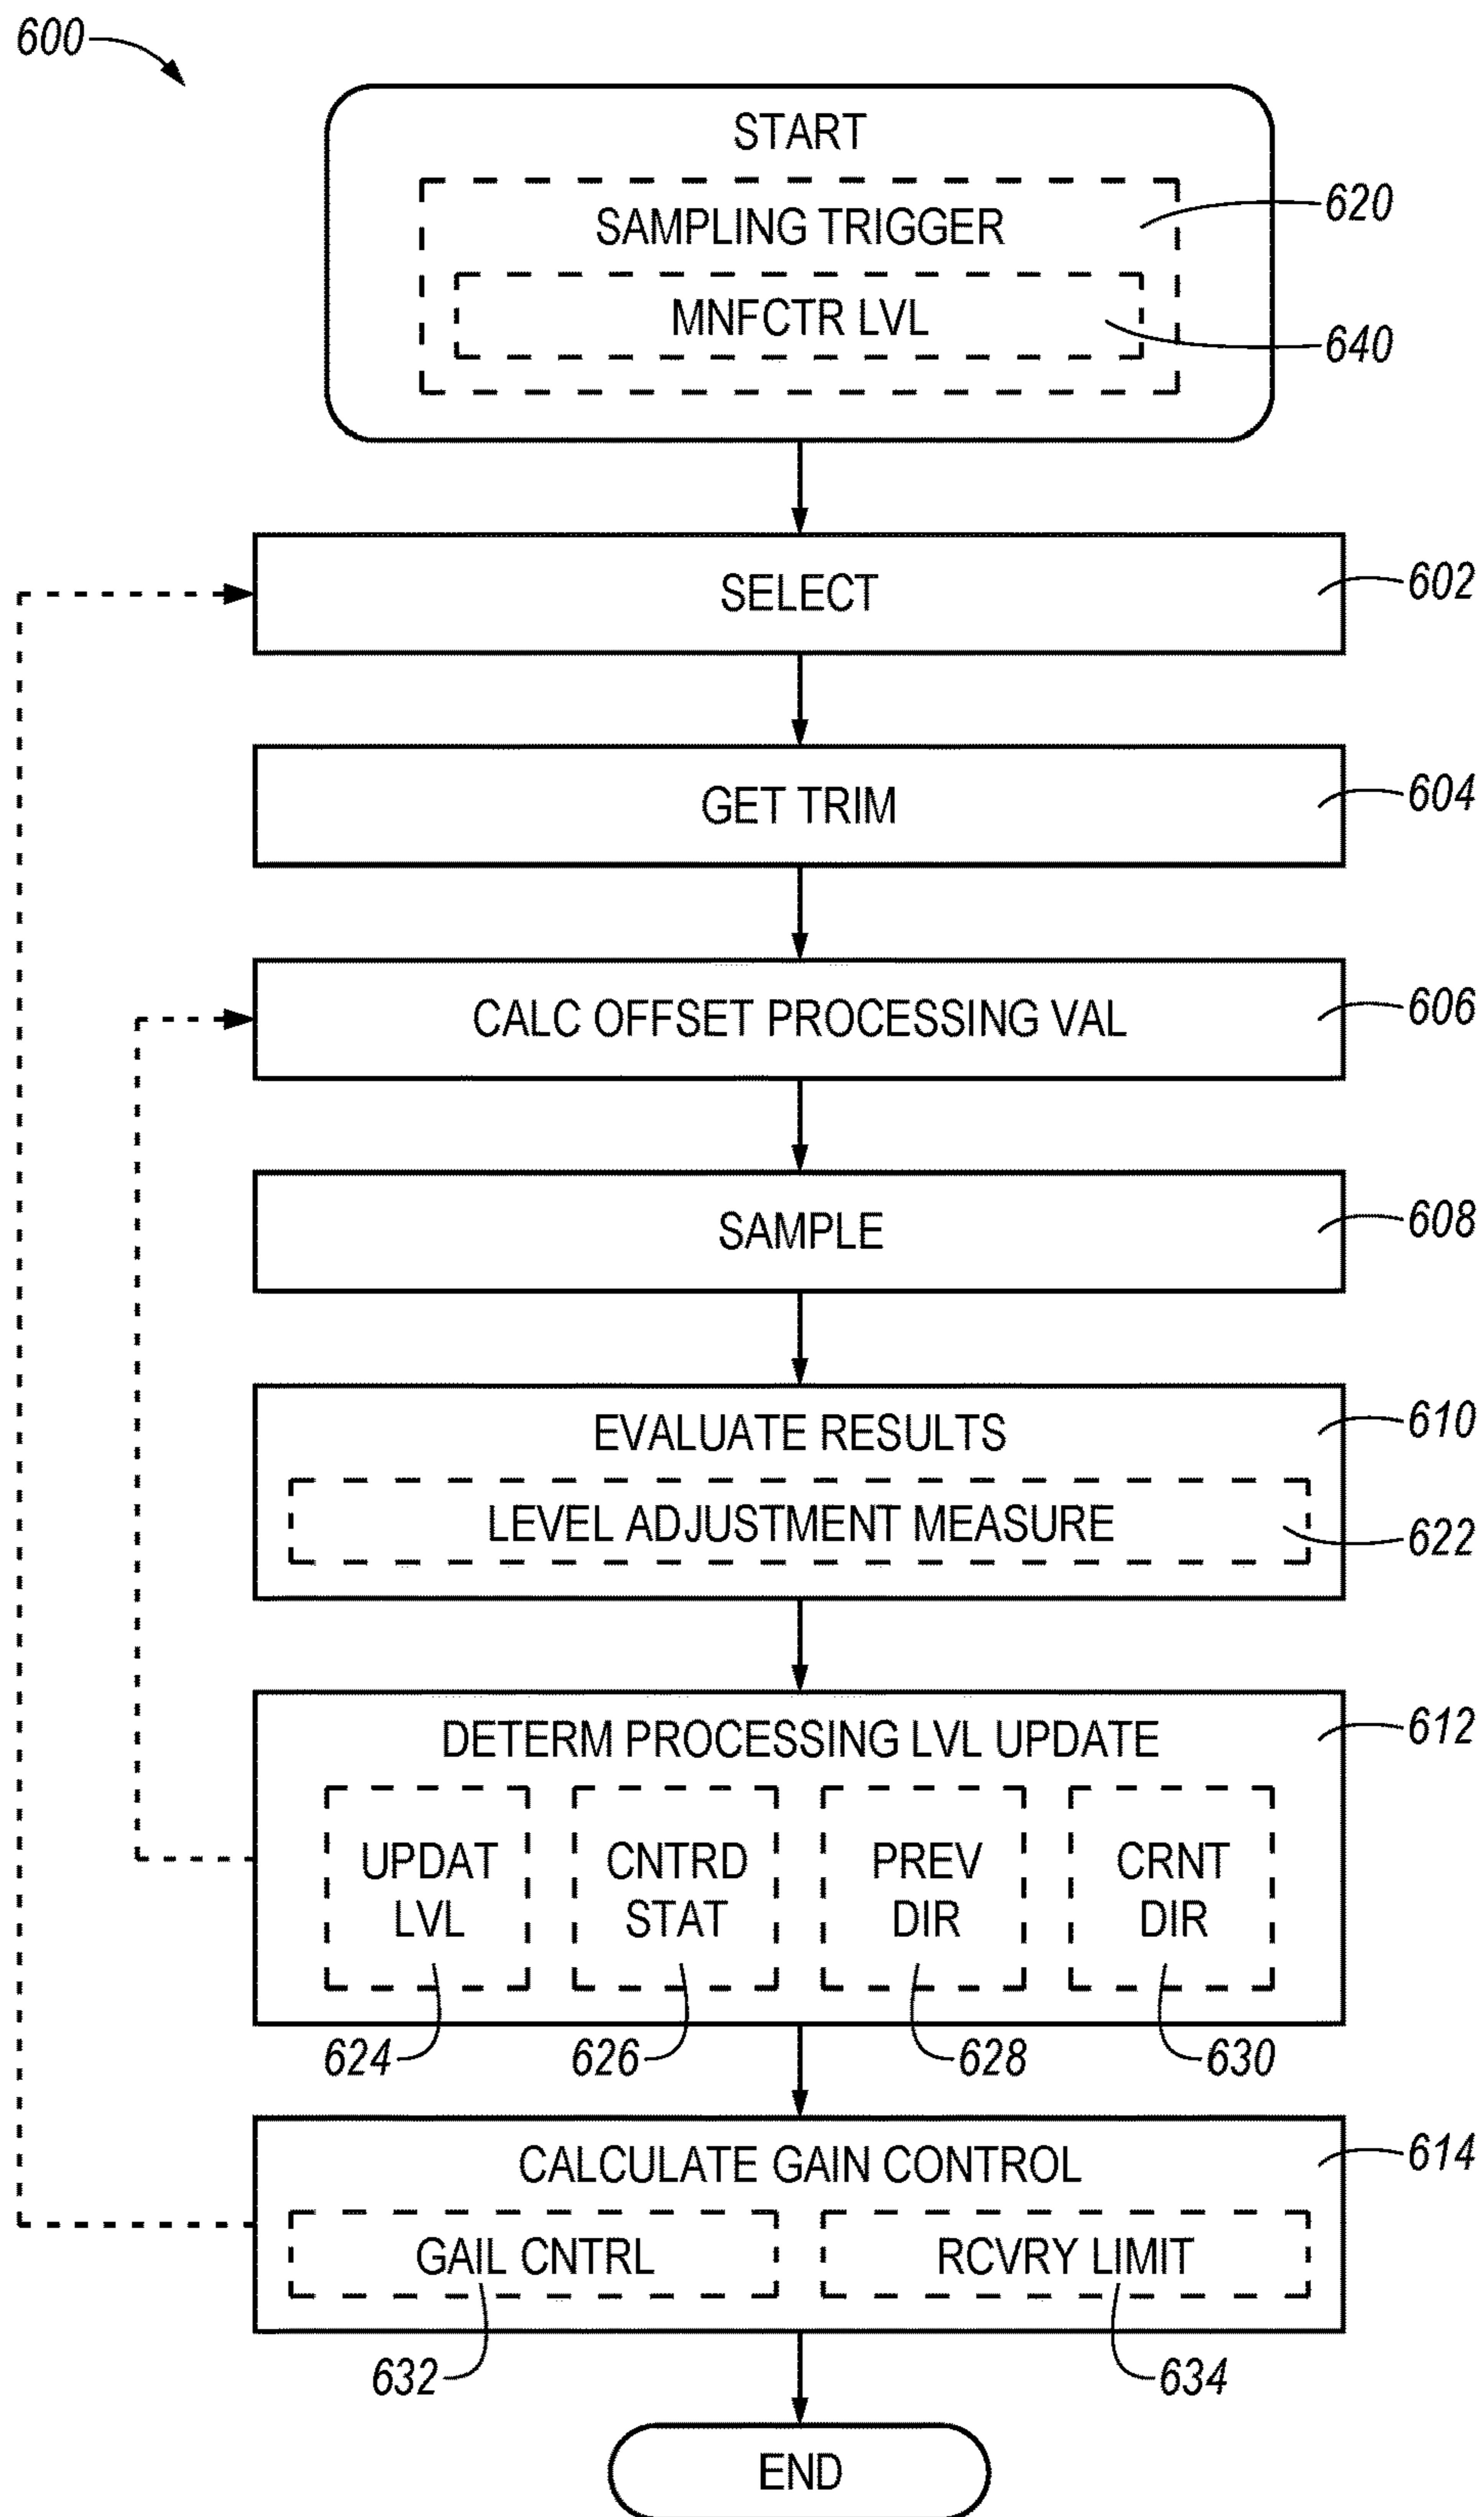 600
START
SAMPLING TRIGGER
620
MNFCTR LVL
640
SELECT
602
GET TRIM
604
CALC OFFSET PROCESSING VAL
606
SAMPLE
608
EVALUATE RESULTS
610
LEVEL ADJUSTMENT MEASURE
622
DETERM PROCESSING LVL UPDATE
612
UPDAT
LVL
CNTRD
STAT
PREV
DIR
CRNT
DIR
624
626
628
630
CALCULATE GAIN CONTROL
614
GAIL CNTRL
RCVRY LIMIT
632
634
END